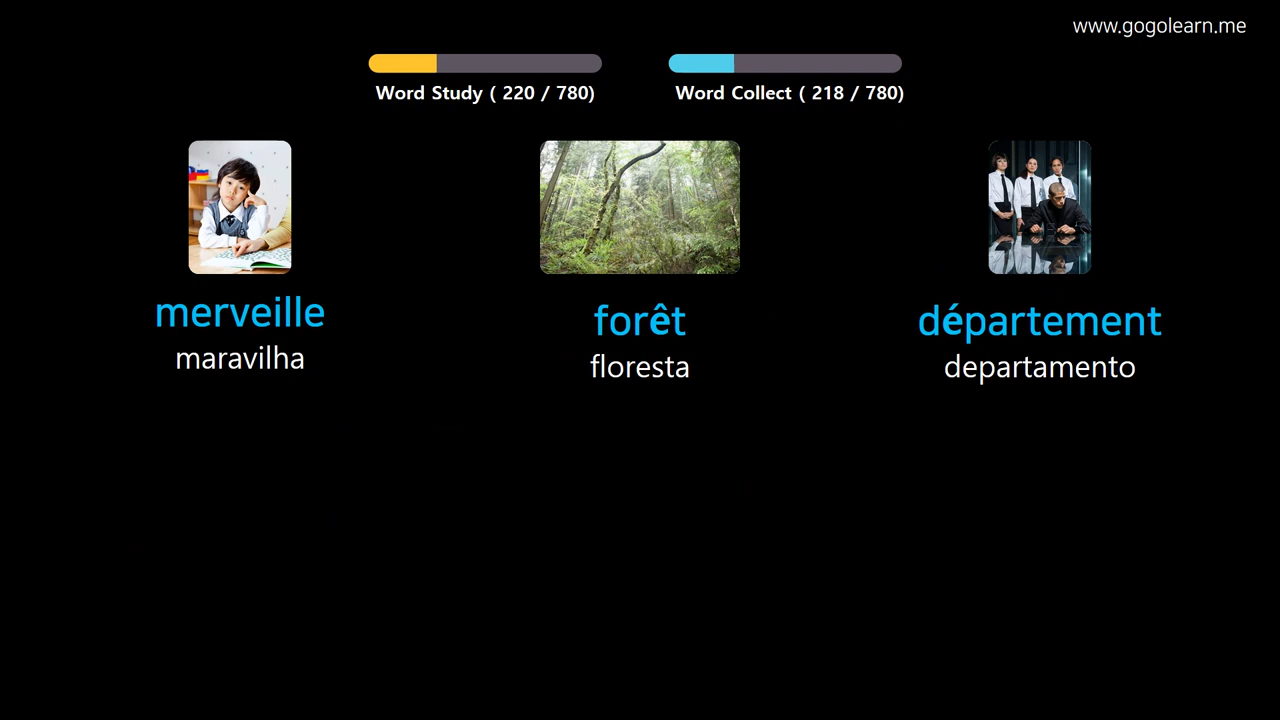 www.gogolearn.me
Word Study ( 220 / 780)
Word Collect ( 218 / 780)
merveille
maravilha
forêt
floresta
département
departamento